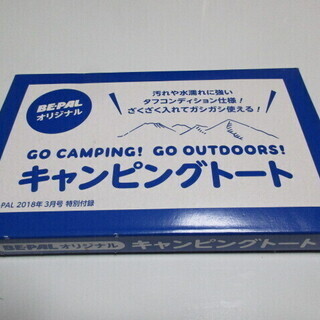 BE-PAL
オリジナル
汚れや水濡れに強い
タフコンディション仕様!
ざくざく入れてガシガシ使える!
GO CAMPING! GO OUTDOORS!
キャンピングトート
PAL 2018年 3月号 特別付録
BE-PAL オリジナル キャンピングトート